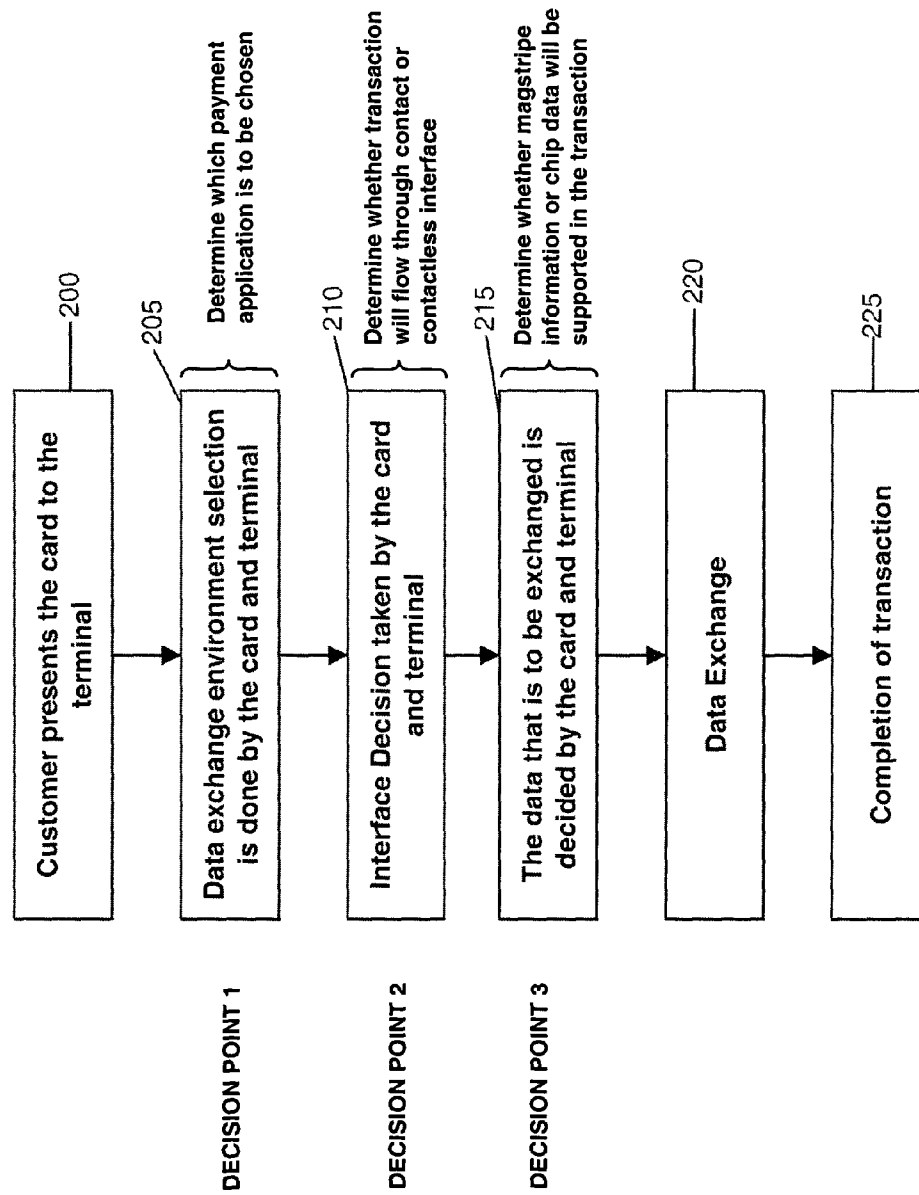 Customer presents the card to the
terminal
200
DECISION POINT 1
Data exchange environment selection
is done by the card and terminal
205
Determine which payment
application is to be chosen
DECISION POINT 2
Interface Decision taken by the card
and terminal
210
Determine whether transaction
will flow through contact or
contactless interface
DECISION POINT 3
The data that is to be exchanged is
decided by the card and terminal
215
Determine whether magstripe
information or chip data will be
supported in the transaction
Data Exchange
220
Completion of transaction
225